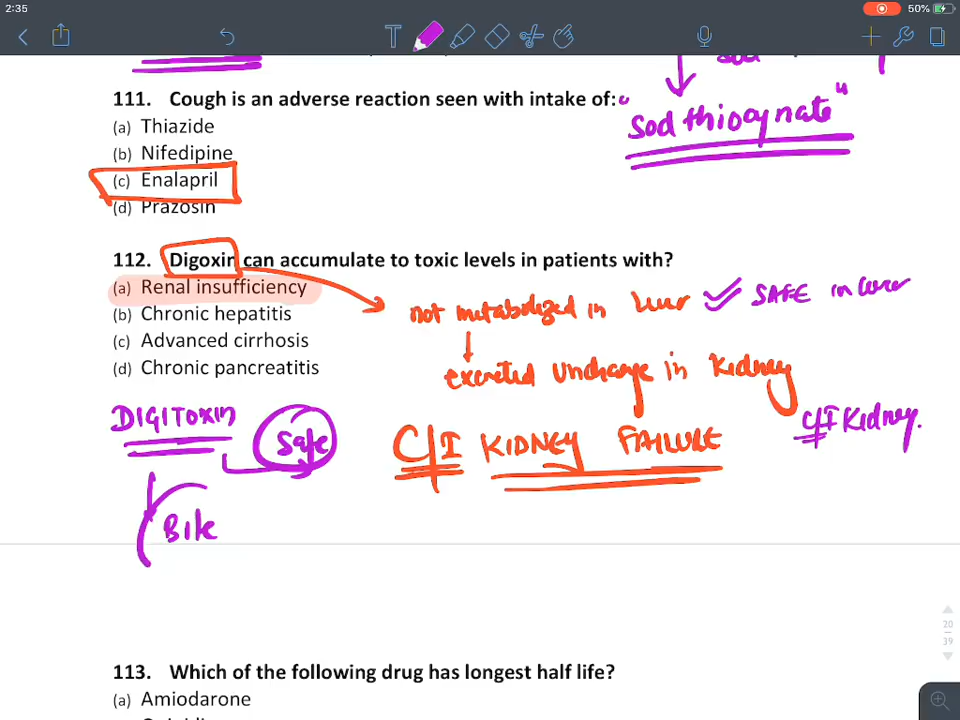 2:35
50%
T
"Sod thiocynate"
111. Cough is an adverse reaction seen with intake of:
(a) Thiazide
(b) Nifedipine
(c) Enalapril
(d) Prazosin
112. Digoxin can accumulate to toxic levels in patients with?
(a) Renal insufficiency
(b) Chronic hepatitis
(c) Advanced cirrhosis
(d) Chronic pancreatitis
not metabolized in liver SAFE in liver
excreted Unchange in Kidney
C/I Kidney.
C/I KIDNEY FAILURE
DIGITOXIN
Safe
Bile
20
39
113. Which of the following drug has longest half life?
(a) Amiodarone